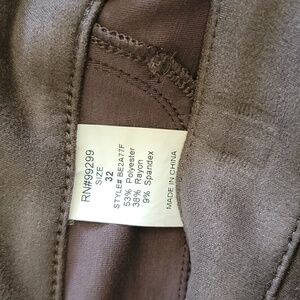 RN#99299
SIZE
32
STYLE# BE2A77F
53% Polyester
38% Rayon
9% Spandex
MADE IN CHINA